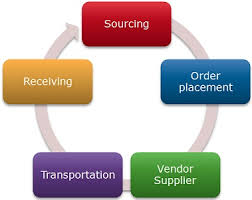 Sourcing
Order
placement
Vendor
Supplier
Transportation
Receiving